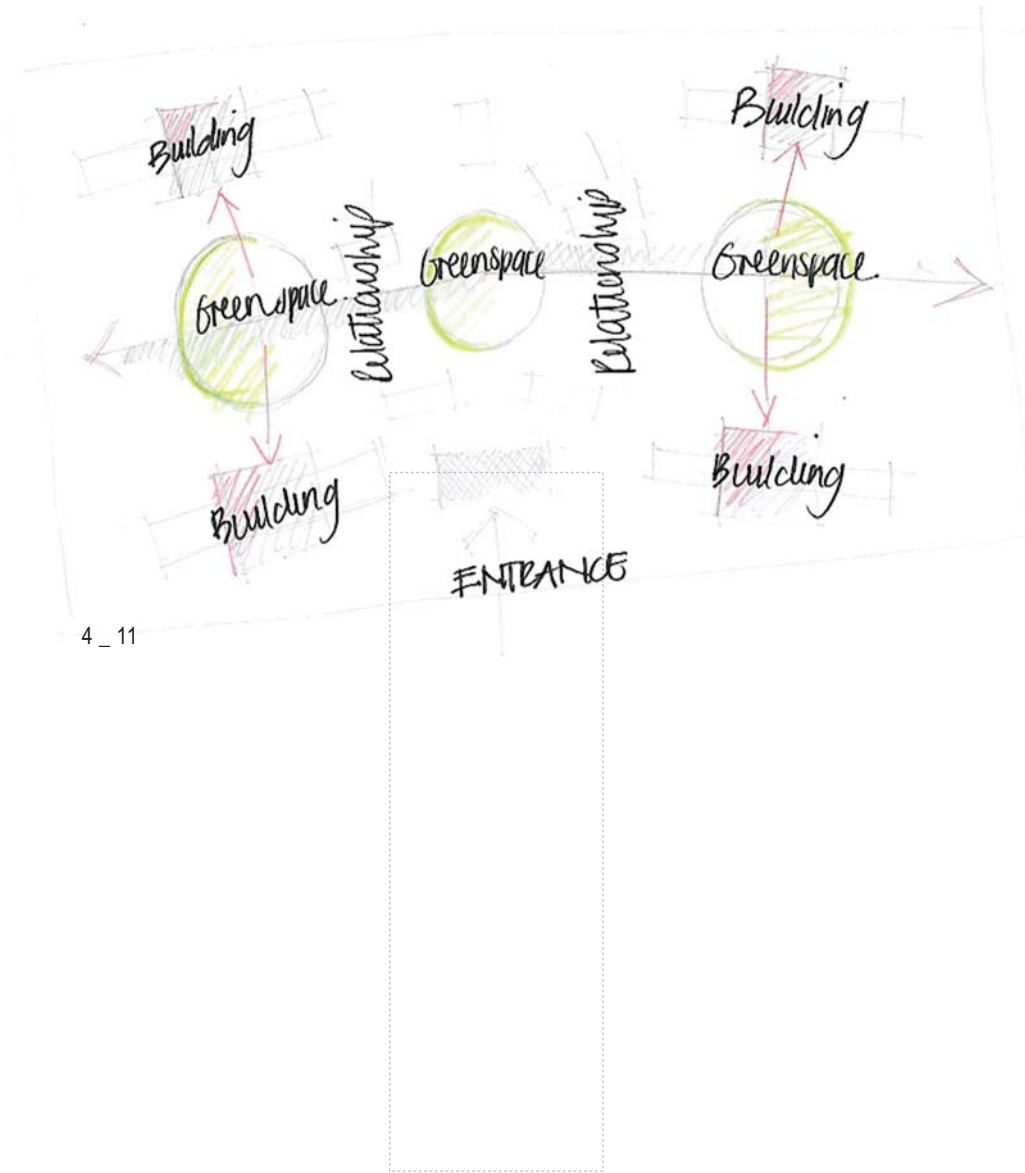 Building
Building
Relationship
Relationship
Greenspace
Greenspace
Greenspace.
Building
Building
ENTRANCE
4 _ 11